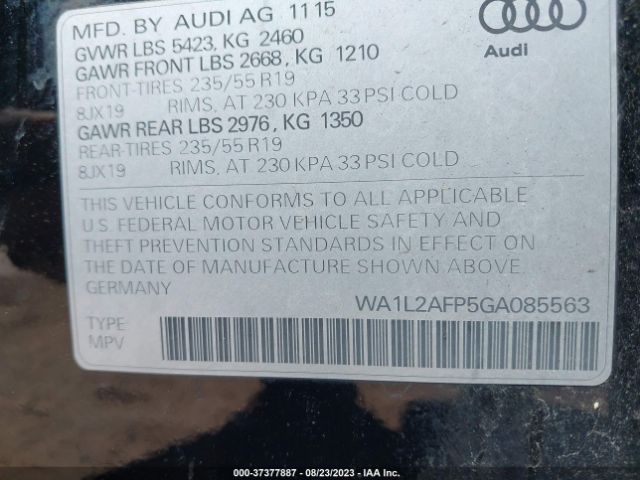 MFD. BY AUDI AG 11 15
GVWR LBS 5423, KG 2460
GAWR FRONT LBS 2668, KG 1210
FRONT-TIRES 235/55 R19
8JX19 RIMS, AT 230 KPA 33 PSI COLD
GAWR REAR LBS 2976, KG 1350
REAR-TIRES 235/55 R19
8JX19 RIMS, AT 230 KPA 33 PSI COLD
Audi
THIS VEHICLE CONFORMS TO ALL APPLICABLE
U.S. FEDERAL MOTOR VEHICLE SAFETY AND
THEFT PREVENTION STANDARDS IN EFFECT ON
THE DATE OF MANUFACTURE SHOWN ABOVE.
GERMANY
WA1L2AFP5GA085563
TYPE
MPV
000-37377887 - 08/23/2023 - IAA Inc.